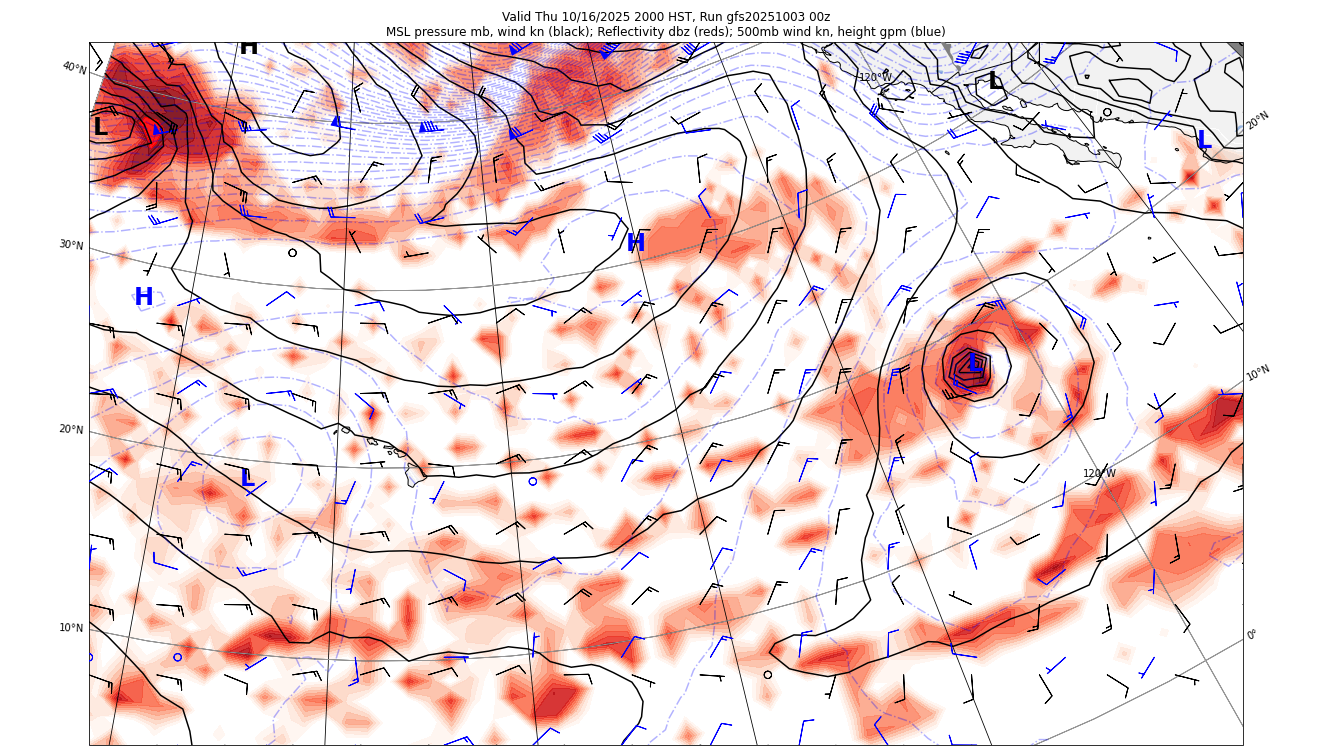 Valid Thu 10/16/2025 2000 HST, Run gfs20251003 00z
MSL pressure mb, wind kn (black); Reflectivity dbz (reds); 500mb wind kn, height gpm (blue)
H
40°N
120°W
L
L
20°N
L
30°N
H
H
L
10°N
20°N
L
120°W
10°N
0°